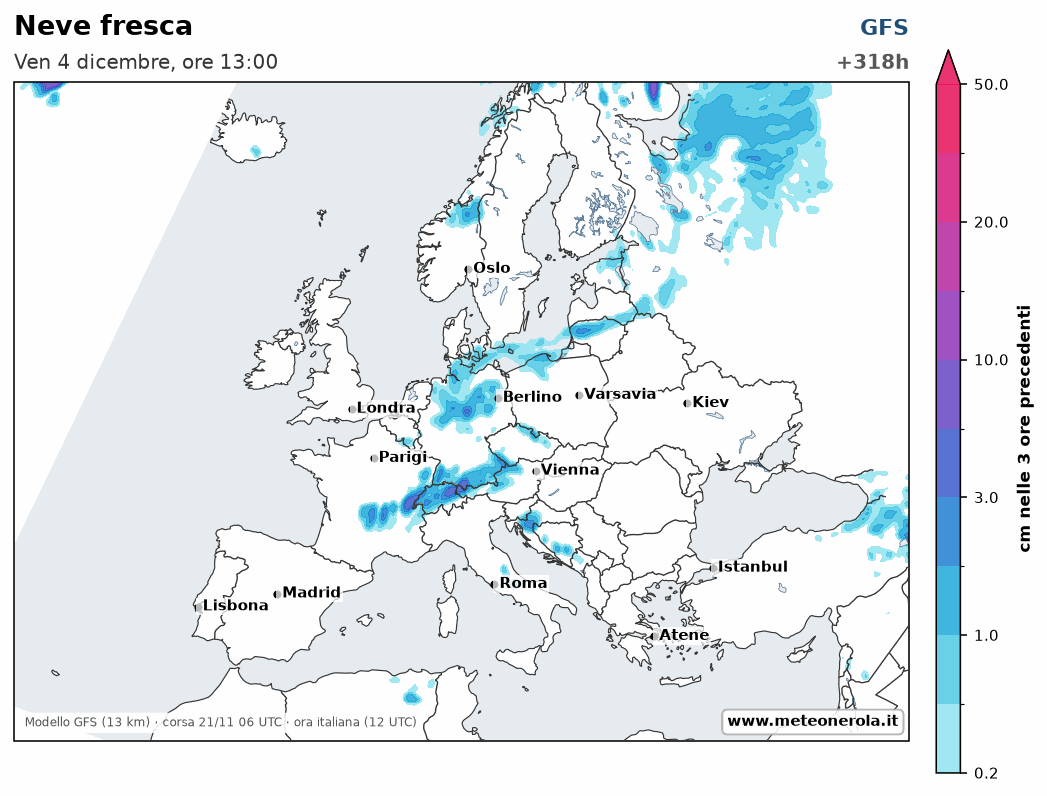 Neve fresca
GFS
Ven 4 dicembre, ore 13:00
+318h
50.0
20.0
10.0
3.0
1.0
0.2
cm nelle 3 ore precedenti
Oslo
Berlino
Varsavia
Kiev
Londra
Parigi
Vienna
Istanbul
Roma
Madrid
Lisbona
Atene
Modello GFS (13 km) · corsa 21/11 06 UTC · ora italiana (12 UTC)
www.meteonerola.it